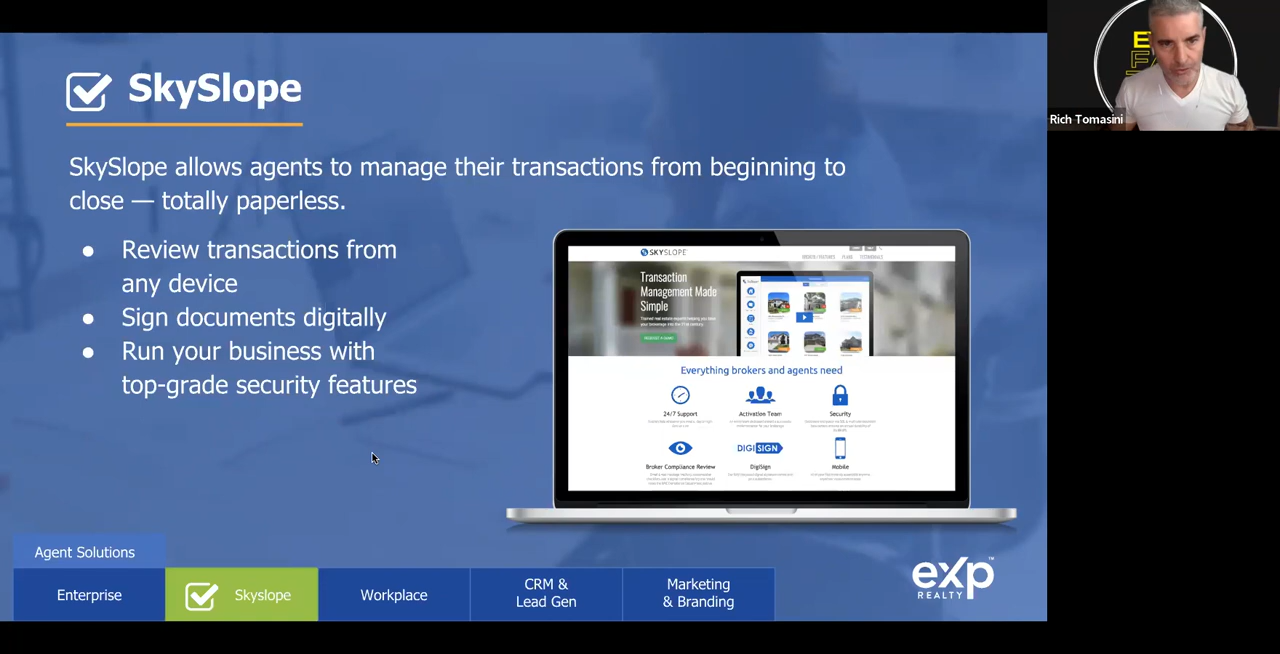 SkySlope
SkySlope allows agents to manage their transactions from beginning to
close — totally paperless.
● Review transactions from
any device
● Sign documents digitally
● Run your business with
top-grade security features
SKYSLOPE
Transaction
Management Made
Simple
Everything brokers and agents need
24/7 Support
Activation Team
Security
DIGISIGN
Broker Compliance Review
DigiSign
Mobile
Agent Solutions
Enterprise
Skyslope
Workplace
CRM &
Lead Gen
Marketing
& Branding
eXp™
REALTY
Rich Tomasini